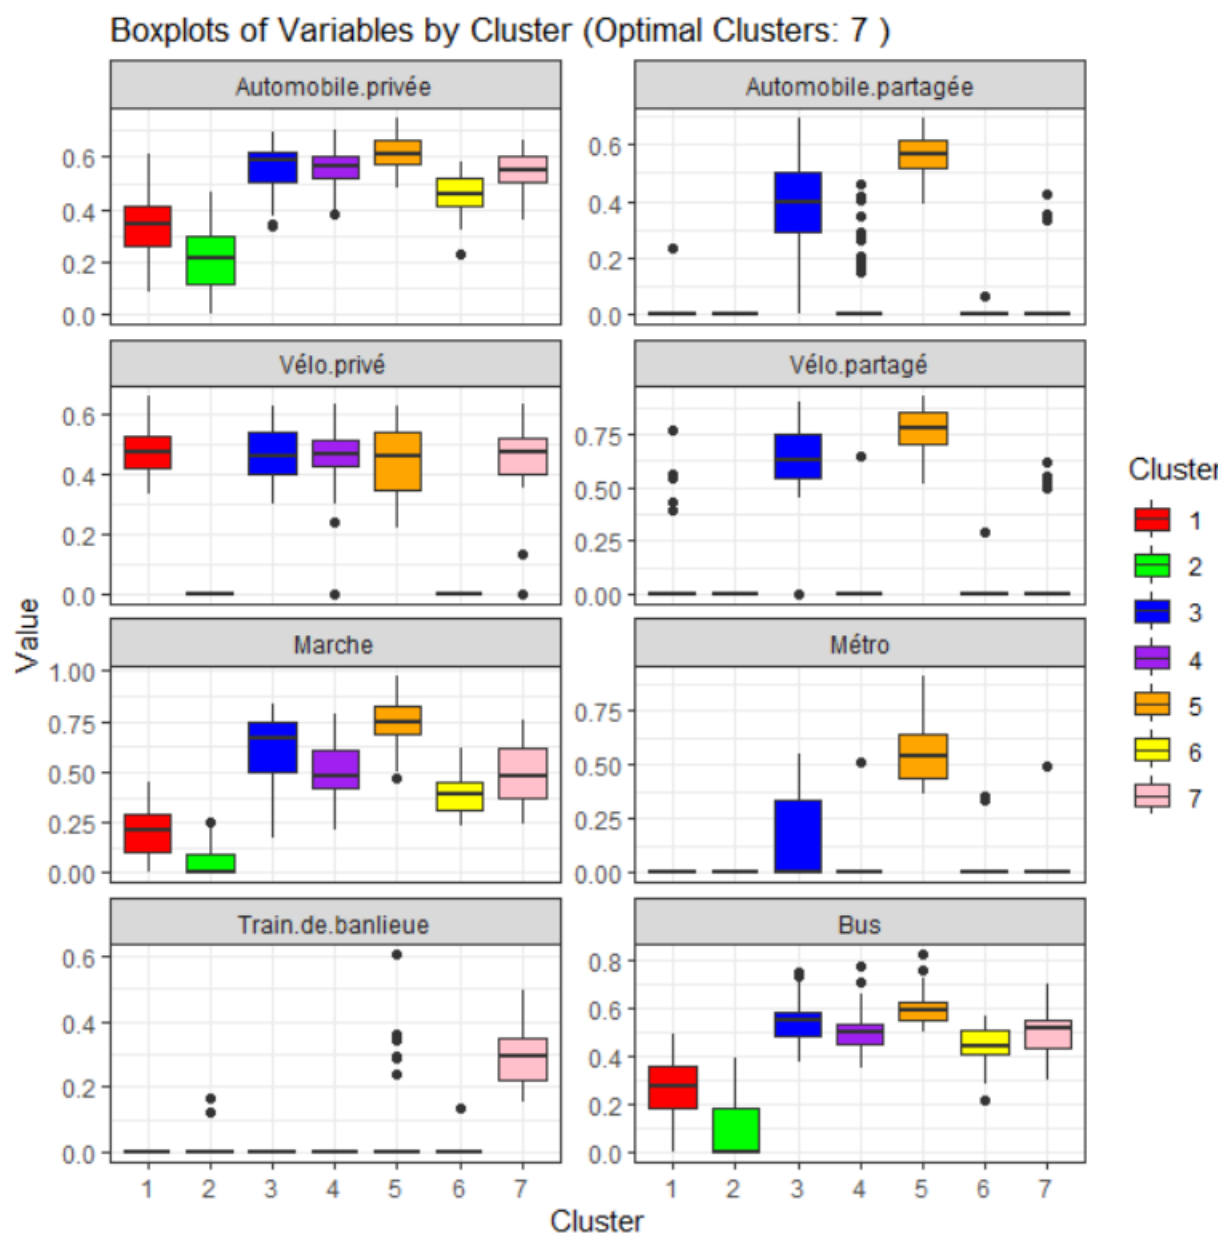 Boxplots of Variables by Cluster (Optimal Clusters: 7 )
Automobile.privée
Automobile.partagée
0.6
0.4
0.2
0.0
0.6
0.4
0.2
0.0
Vélo.privé
Vélo.partagé
0.6
0.4
0.2
0.0
0.75
0.50
0.25
0.00
Marche
Métro
1.00
0.75
0.50
0.25
0.00
0.75
0.50
0.25
0.00
Train.de.banlieue
Bus
0.6
0.4
0.2
0.0
0.8
0.6
0.4
0.2
0.0
1 2 3 4 5 6 7
1 2 3 4 5 6 7
Cluster
Value
Cluster
1
2
3
4
5
6
7